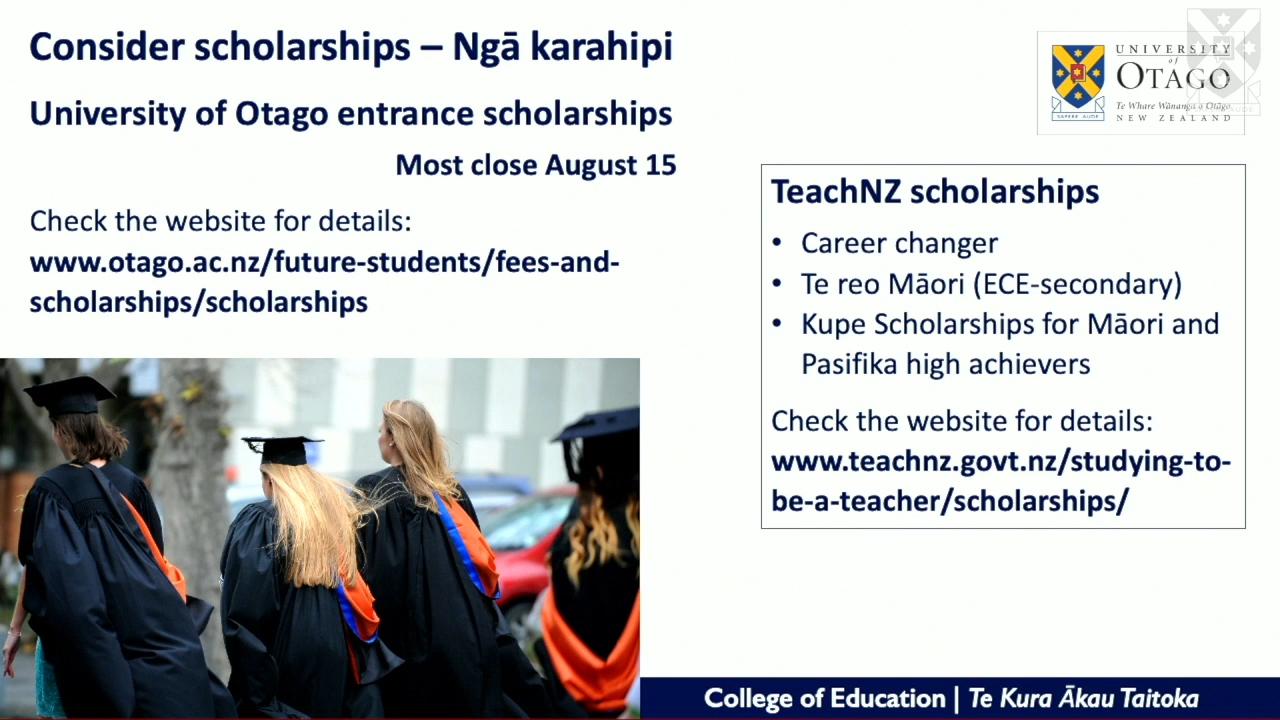 Consider scholarships – Ngā karahipi
University of Otago entrance scholarships
Most close August 15
Check the website for details:
www.otago.ac.nz/future-students/fees-and-
scholarships/scholarships
UNIVERSITY
of
OTAGO
Te Whare Wānanga o Otāgo
NEW ZEALAND
SAPERE AUDE
TeachNZ scholarships
• Career changer
• Te reo Māori (ECE-secondary)
• Kupe Scholarships for Māori and
Pasifika high achievers
Check the website for details:
www.teachnz.govt.nz/studying-to-
be-a-teacher/scholarships/
College of Education | Te Kura Ākau Taitoka